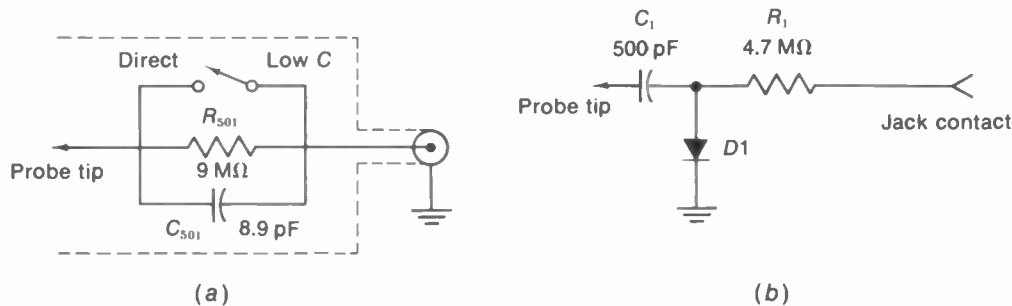 Direct
Low C
R501
9 MΩ
Probe tip
C501
8.9 pF
(a)
C1
500 pF
R1
4.7 MΩ
Probe tip
Jack contact
D1
(b)